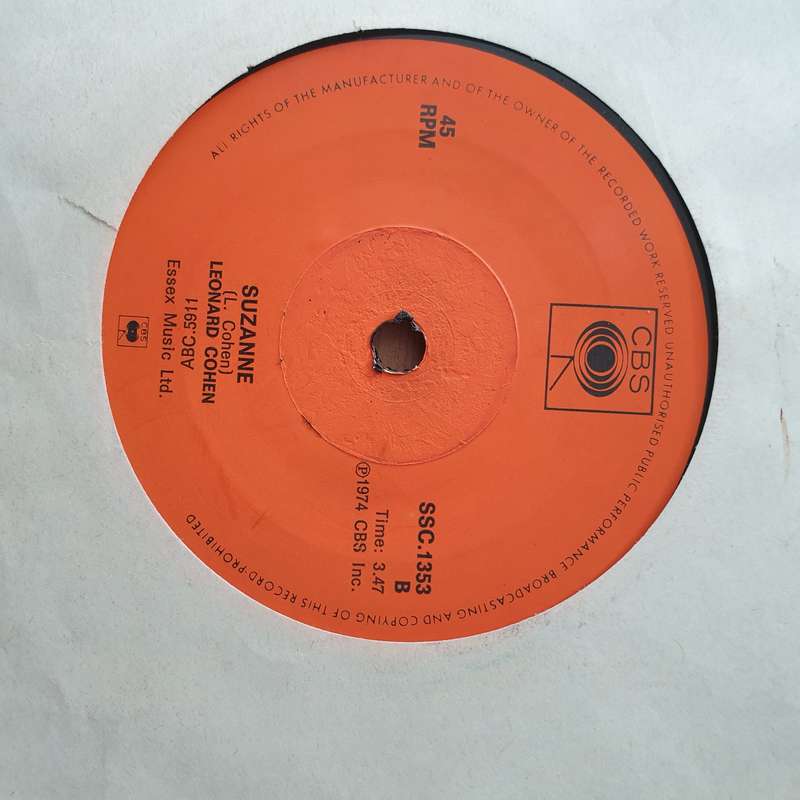 ALL RIGHTS OF THE MANUFACTURER AND OF THE OWNER OF THE RECORDED WORK RESERVED UNAUTHORISED PUBLIC PERFORMANCE BROADCASTING AND COPYING OF THIS RECORD PROHIBITED
CBS
45
RPM
SSC.1353
B
Time: 3.47
℗1974 CBS Inc.
SUZANNE
(L. Cohen)
LEONARD COHEN
ABC.5911
Essex Music Ltd.
CBS